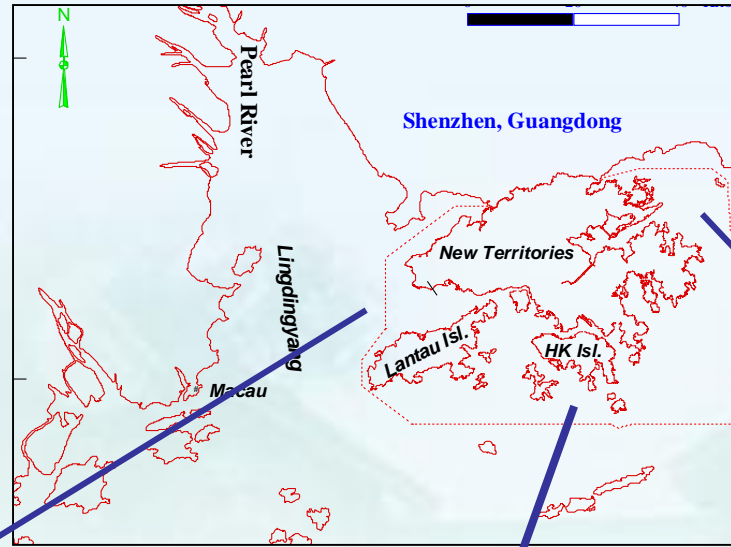 N
Pearl River
Shenzhen, Guangdong
New Territories
Lingdingyang
Lantau Isl.
HK Isl.
Macau